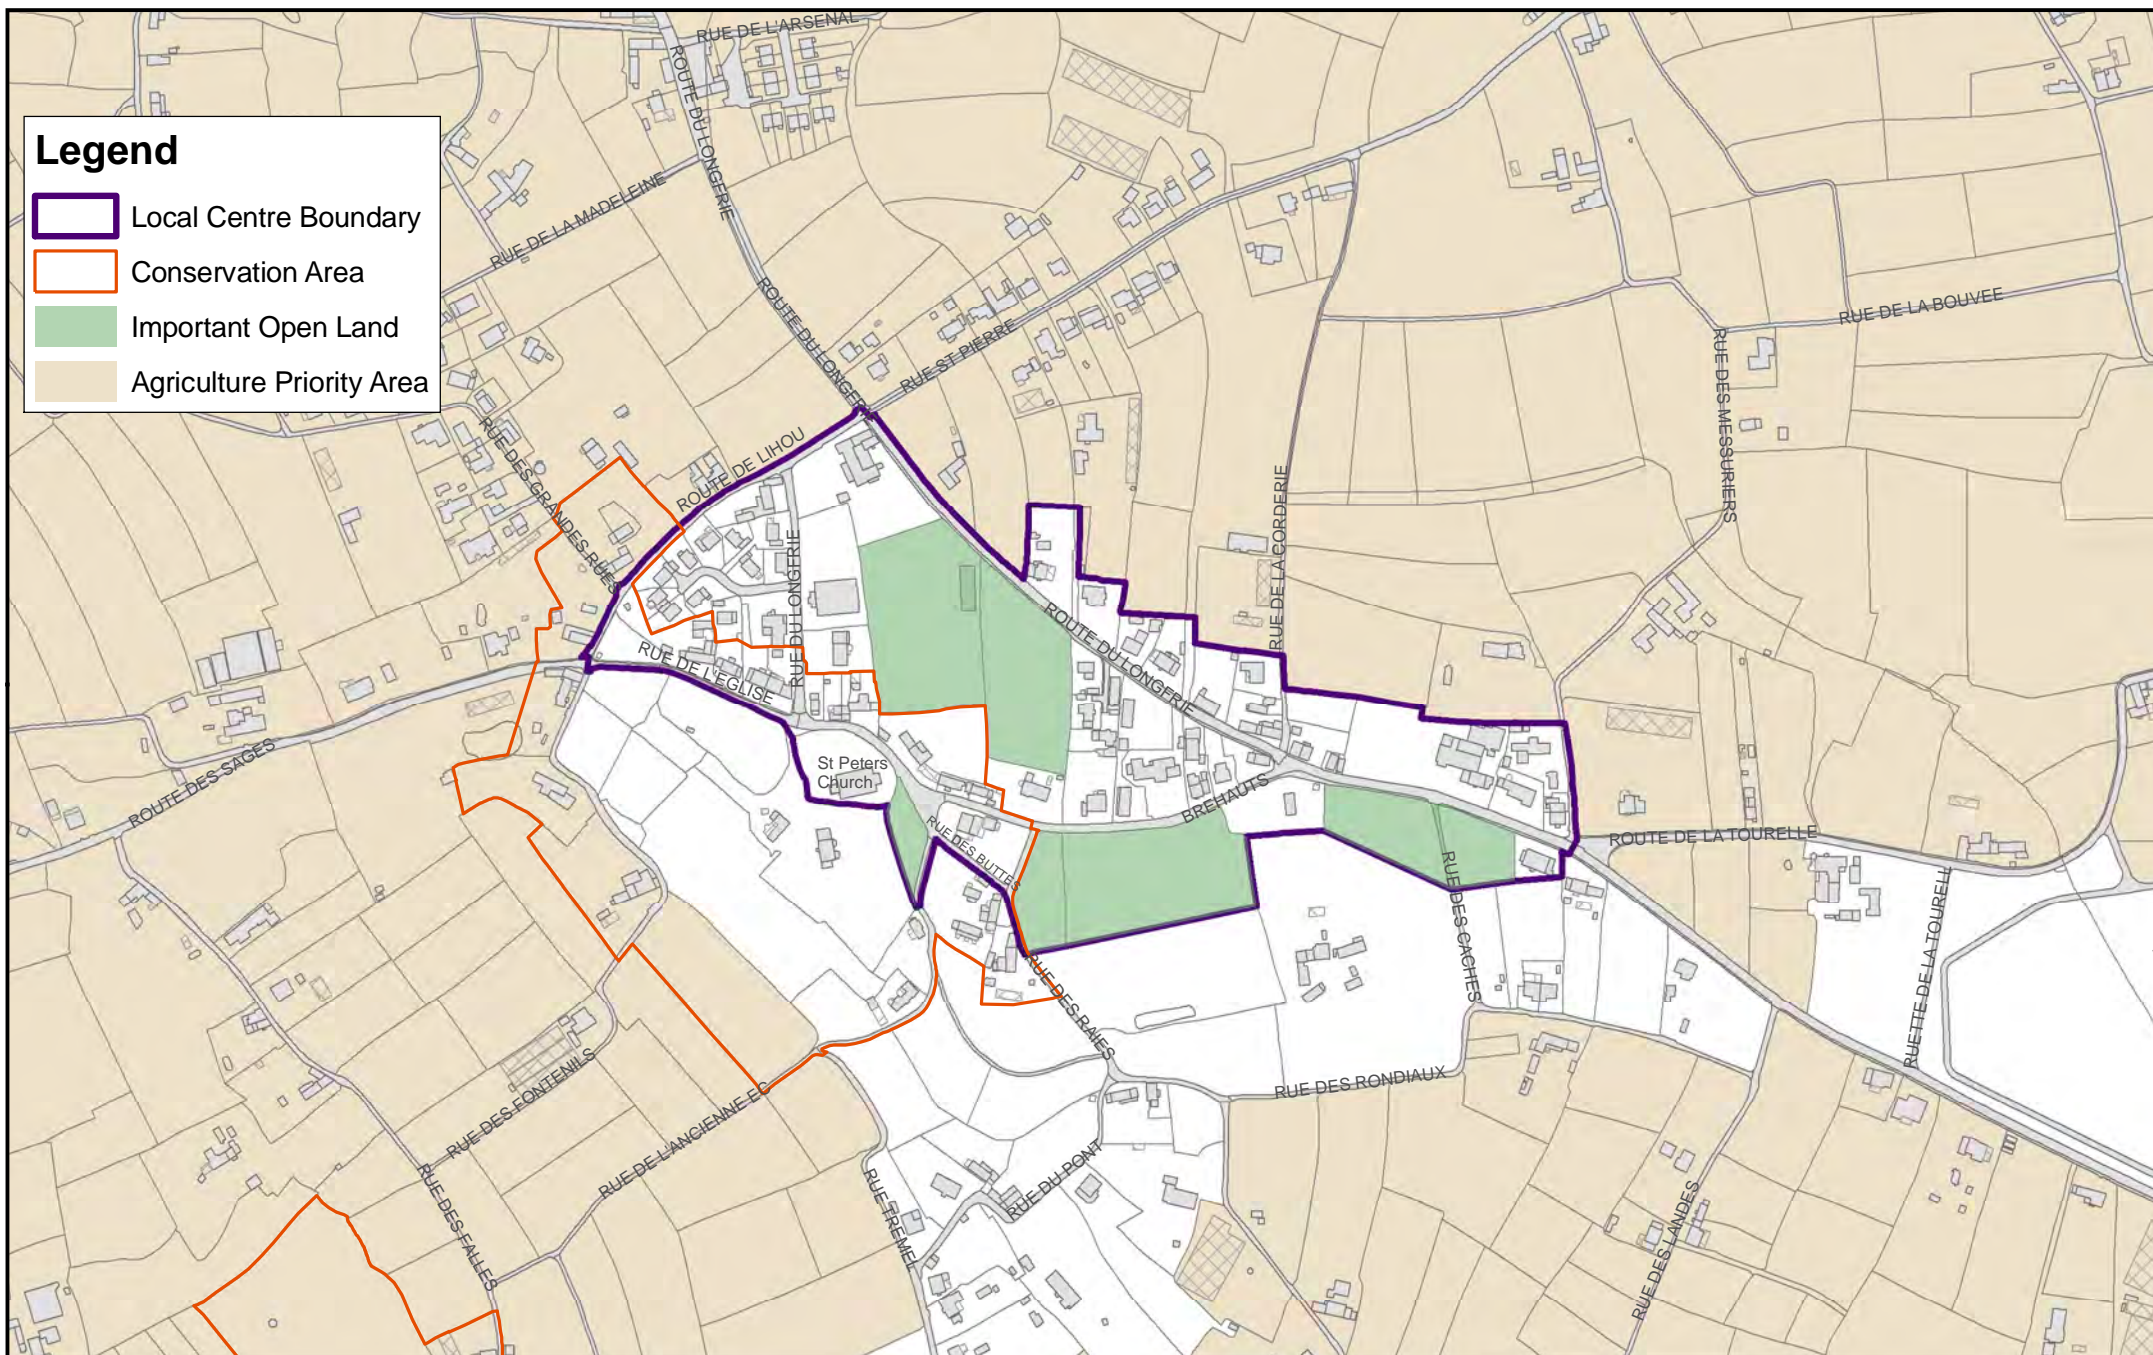 RUE DE L'ARSENAL
ROUTE DU LONGFRIE
Legend
Local Centre Boundary
Conservation Area
Important Open Land
Agriculture Priority Area
RUE DE LA MADELEINE
ROUTE DU LONGFRIE
RUE ST PIERRE
RUE DE LA BOUVEE
RUE DES MESSURIERS
RUE DES GRANDES RUES
ROUTE DE LIHOU
RUE DE LA CORDERIE
RUE DU LONGFRIE
ROUTE DU LONGFRIE
RUE DE L'EGLISE
ROUTE DES SAGES
St Peters
Church
BREHAUTS
RUE DES BUTTES
ROUTE DE LA TOURELLE
RUE DES CACHES
RUETTE DE LA TOURELL
RUE DES RAIES
RUE DES RONDIAUX
RUE DES FONTENILS
RUE DE L'ANCIENNE EC
RUE DES FALLES
RUE TREMEL
RUE DU PONT
RUE DES LANDES